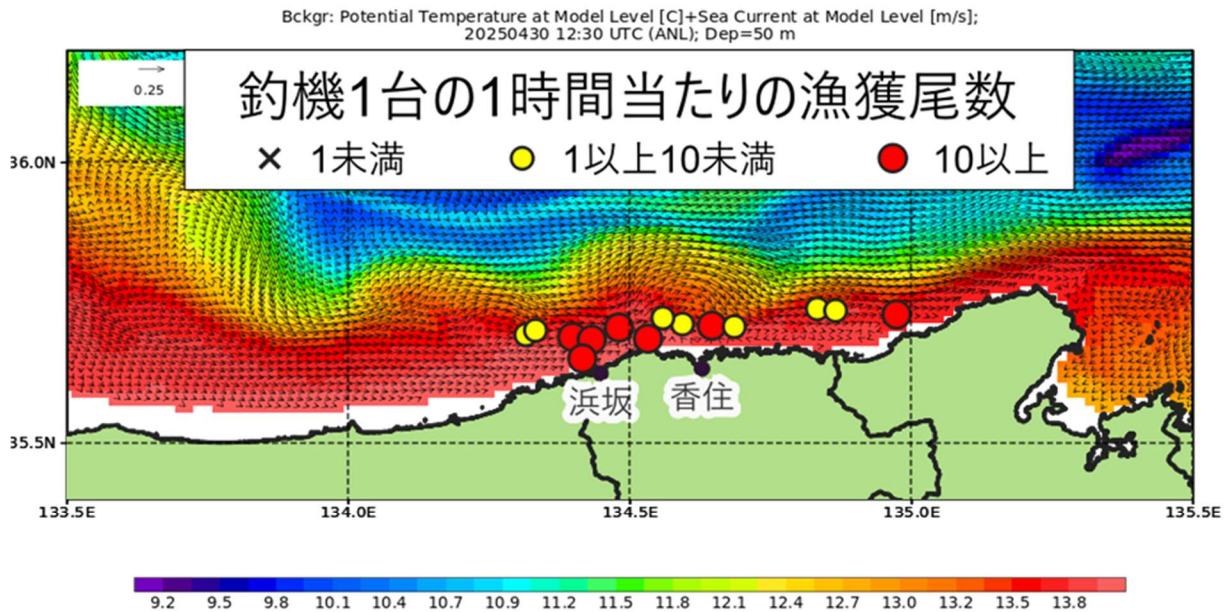 Bckgr: Potential Temperature at Model Level [C]+Sea Current at Model Level [m/s];
20250430 12:30 UTC (ANL); Dep=50 m
0.25
釣機1台の1時間当たりの漁獲尾数
× 1未満 1以上10未満 10以上
36.0N
浜坂 香住
35.5N
133.5E 134.0E 134.5E 135.0E 135.5E
9.2 9.5 9.8 10.1 10.4 10.7 10.9 11.2 11.5 11.8 12.1 12.4 12.7 13.0 13.2 13.5 13.8